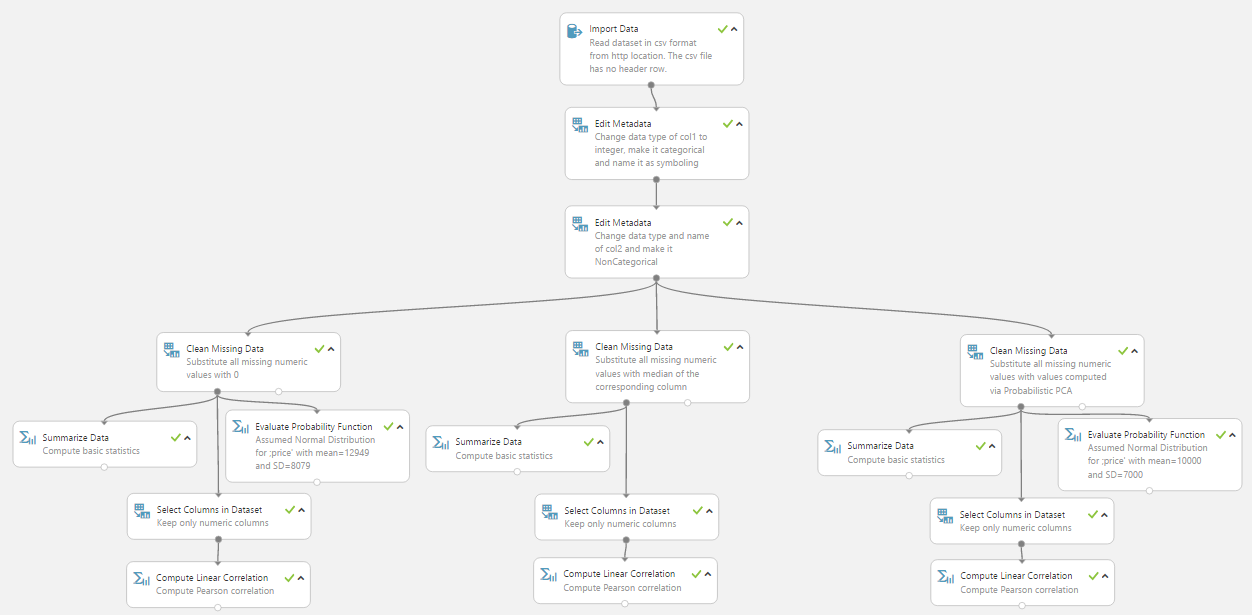 Import Data
Read dataset in csv format
from http location. The csv file
has no header row.
Edit Metadata
Change data type of col1 to
integer, make it categorical
and name it as symboling
Edit Metadata
Change data type and name
of col2 and make it
NonCategorical
Clean Missing Data
Substitute all missing numeric
values with 0
Clean Missing Data
Substitute all missing numeric
values with median of the
corresponding column
Clean Missing Data
Substitute all missing numeric
values with values computed
via Probabilistic PCA
Summarize Data
Compute basic statistics
Evaluate Probability Function
Assumed Normal Distribution
for ;price' with mean=12949
and SD=8079
Summarize Data
Compute basic statistics
Summarize Data
Compute basic statistics
Evaluate Probability Function
Assumed Normal Distribution
for ;price' with mean=10000
and SD=7000
Select Columns in Dataset
Keep only numeric columns
Select Columns in Dataset
Keep only numeric columns
Select Columns in Dataset
Keep only numeric columns
Compute Linear Correlation
Compute Pearson correlation
Compute Linear Correlation
Compute Pearson correlation
Compute Linear Correlation
Compute Pearson correlation